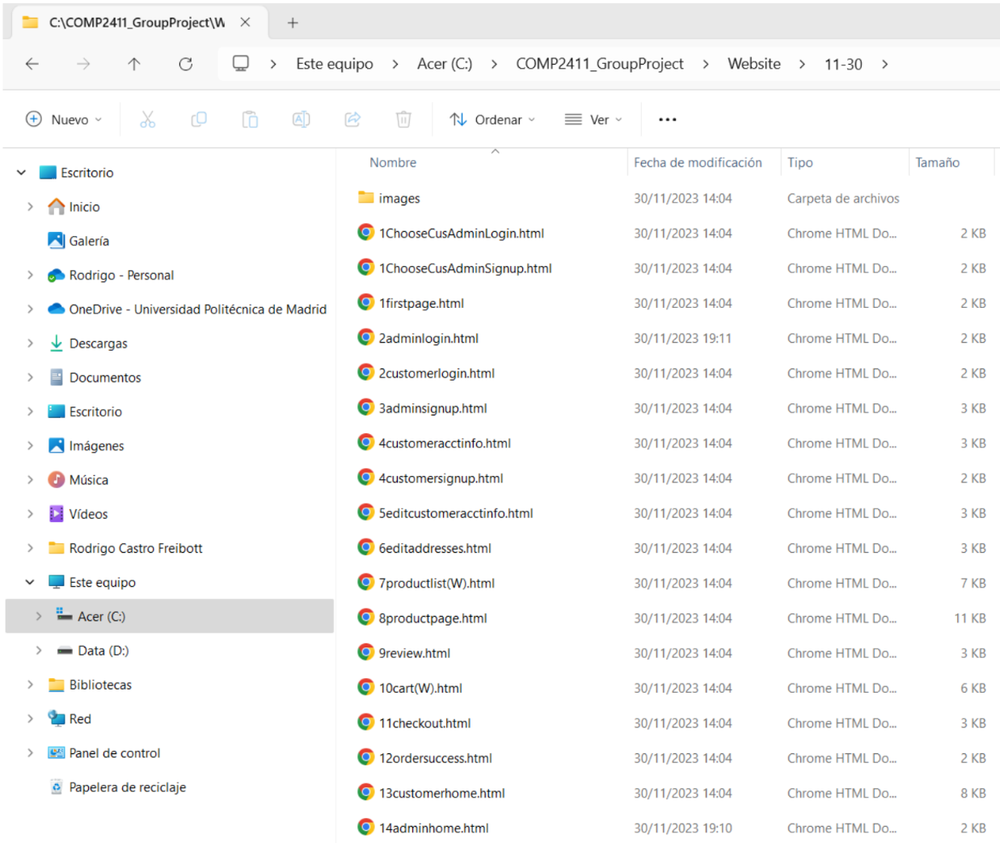 C:\COMP2411_GroupProject\W
Este equipo > Acer (C:) > COMP2411_GroupProject > Website > 11-30 >
Nuevo
Ordenar
Ver
Escritorio
Inicio
Galería
Rodrigo - Personal
OneDrive - Universidad Politécnica de Madrid
Descargas
Documentos
Escritorio
Imágenes
Música
Vídeos
Rodrigo Castro Freibott
Este equipo
Acer (C:)
Data (D:)
Bibliotecas
Red
Panel de control
Papelera de reciclaje
Nombre Fecha de modificación Tipo Tamaño
images 30/11/2023 14:04 Carpeta de archivos
1ChooseCusAdminLogin.html 30/11/2023 14:04 Chrome HTML Do... 2 KB
1ChooseCusAdminSignup.html 30/11/2023 14:04 Chrome HTML Do... 2 KB
1firstpage.html 30/11/2023 14:04 Chrome HTML Do... 2 KB
2adminlogin.html 30/11/2023 19:11 Chrome HTML Do... 2 KB
2customerlogin.html 30/11/2023 14:04 Chrome HTML Do... 2 KB
3adminsignup.html 30/11/2023 14:04 Chrome HTML Do... 3 KB
4customeracctinfo.html 30/11/2023 14:04 Chrome HTML Do... 3 KB
4customersignup.html 30/11/2023 14:04 Chrome HTML Do... 2 KB
5editcustomeracctinfo.html 30/11/2023 14:04 Chrome HTML Do... 3 KB
6editaddresses.html 30/11/2023 14:04 Chrome HTML Do... 3 KB
7productlist(W).html 30/11/2023 14:04 Chrome HTML Do... 7 KB
8productpage.html 30/11/2023 14:04 Chrome HTML Do... 11 KB
9review.html 30/11/2023 14:04 Chrome HTML Do... 3 KB
10cart(W).html 30/11/2023 14:04 Chrome HTML Do... 6 KB
11checkout.html 30/11/2023 14:04 Chrome HTML Do... 3 KB
12ordersuccess.html 30/11/2023 14:04 Chrome HTML Do... 2 KB
13customerhome.html 30/11/2023 14:04 Chrome HTML Do... 8 KB
14adminhome.html 30/11/2023 19:10 Chrome HTML Do... 2 KB